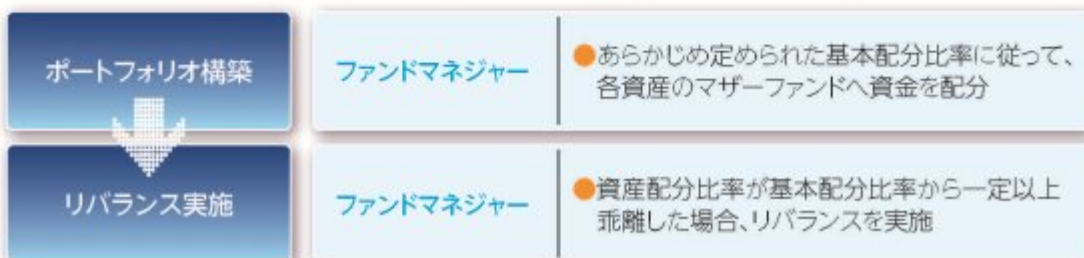 ポートフォリオ構築
ファンドマネジャー
●あらかじめ定められた基本配分比率に従って、
各資産のマザーファンドへ資金を配分
リバランス実施
ファンドマネジャー
●資産配分比率が基本配分比率から一定以上
乖離した場合、リバランスを実施